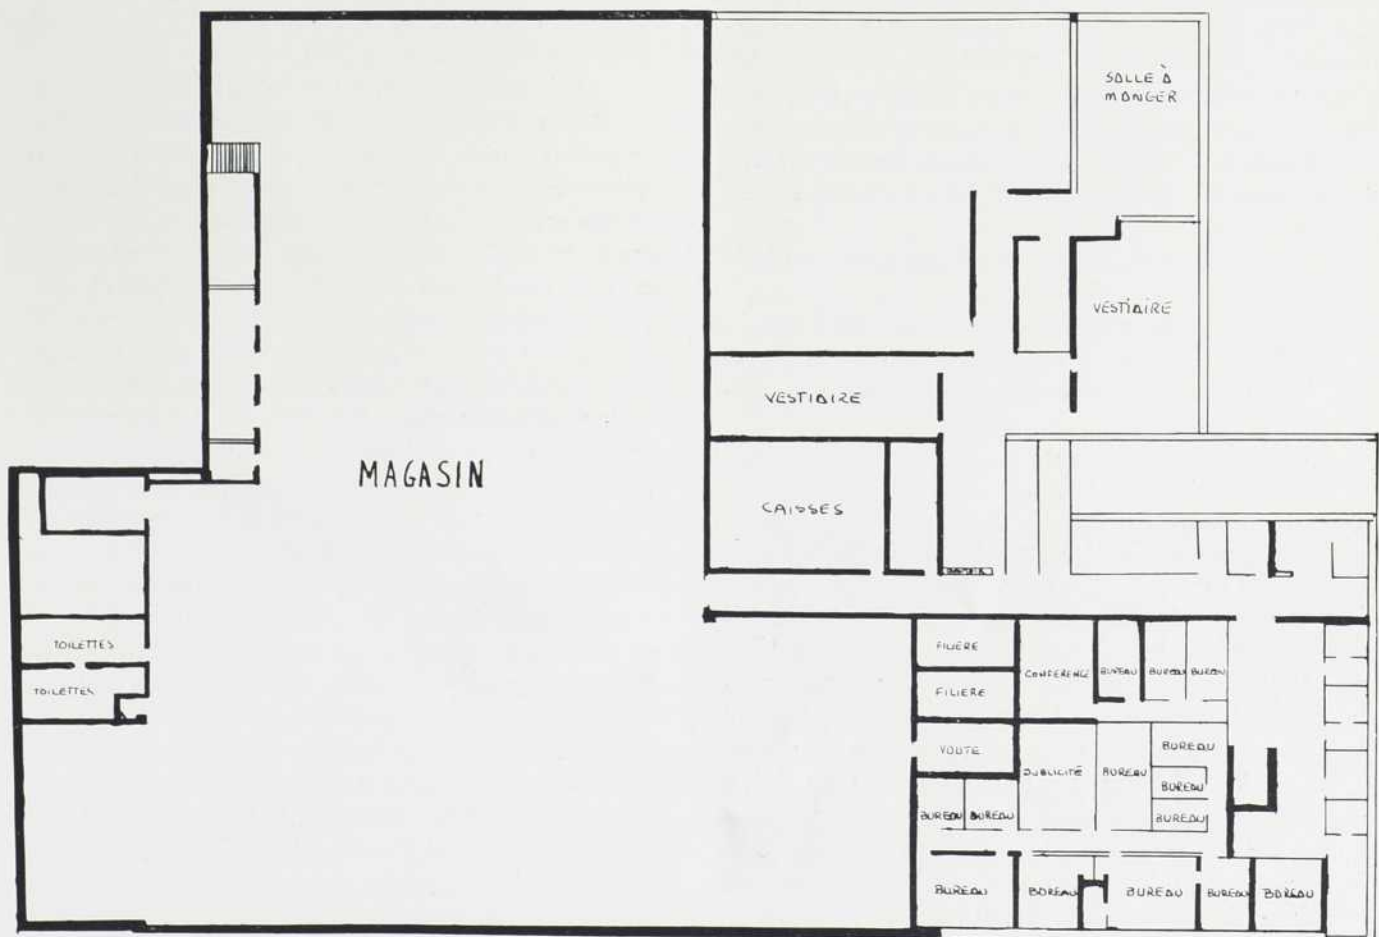 SALLE À
MANGER
VESTIAIRE
VESTIAIRE
MAGASIN
CAISSES
TOILETTES
TOILETTES
FILIERE
FILIERE
CONFERENCE
BUREAU
BUREAU
BUREAU
VOUTE
PUBLICITÉ
BUREAU
BUREAU
BUREAU
BUREAU
BUREAU
BUREAU
BUREAU
BUREAU
BUREAU
BUREAU
BUREAU